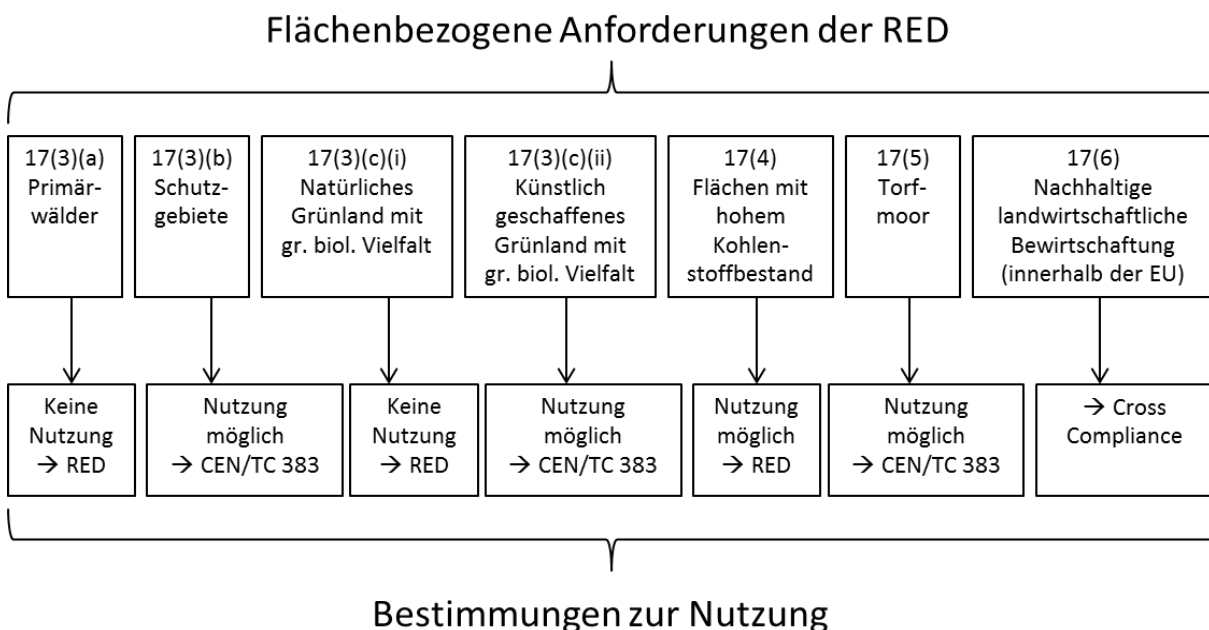 Flächenbezogene Anforderungen der RED
17(3)(a)
Primär-
wälder
17(3)(b)
Schutz-
gebiete
17(3)(c)(i)
Natürliches
Grünland mit
gr. biol. Vielfalt
17(3)(c)(ii)
Künstlich
geschaffenes
Grünland mit
gr. biol. Vielfalt
17(4)
Flächen mit
hohem
Kohlen-
stoffbestand
17(5)
Torf-
moor
17(6)
Nachhaltige
landwirtschaftliche
Bewirtschaftung
(innerhalb der EU)
Keine
Nutzung
→ RED
Nutzung
möglich
→ CEN/TC 383
Keine
Nutzung
→ RED
Nutzung
möglich
→ CEN/TC 383
Nutzung
möglich
→ RED
Nutzung
möglich
→ CEN/TC 383
→ Cross
Compliance
Bestimmungen zur Nutzung